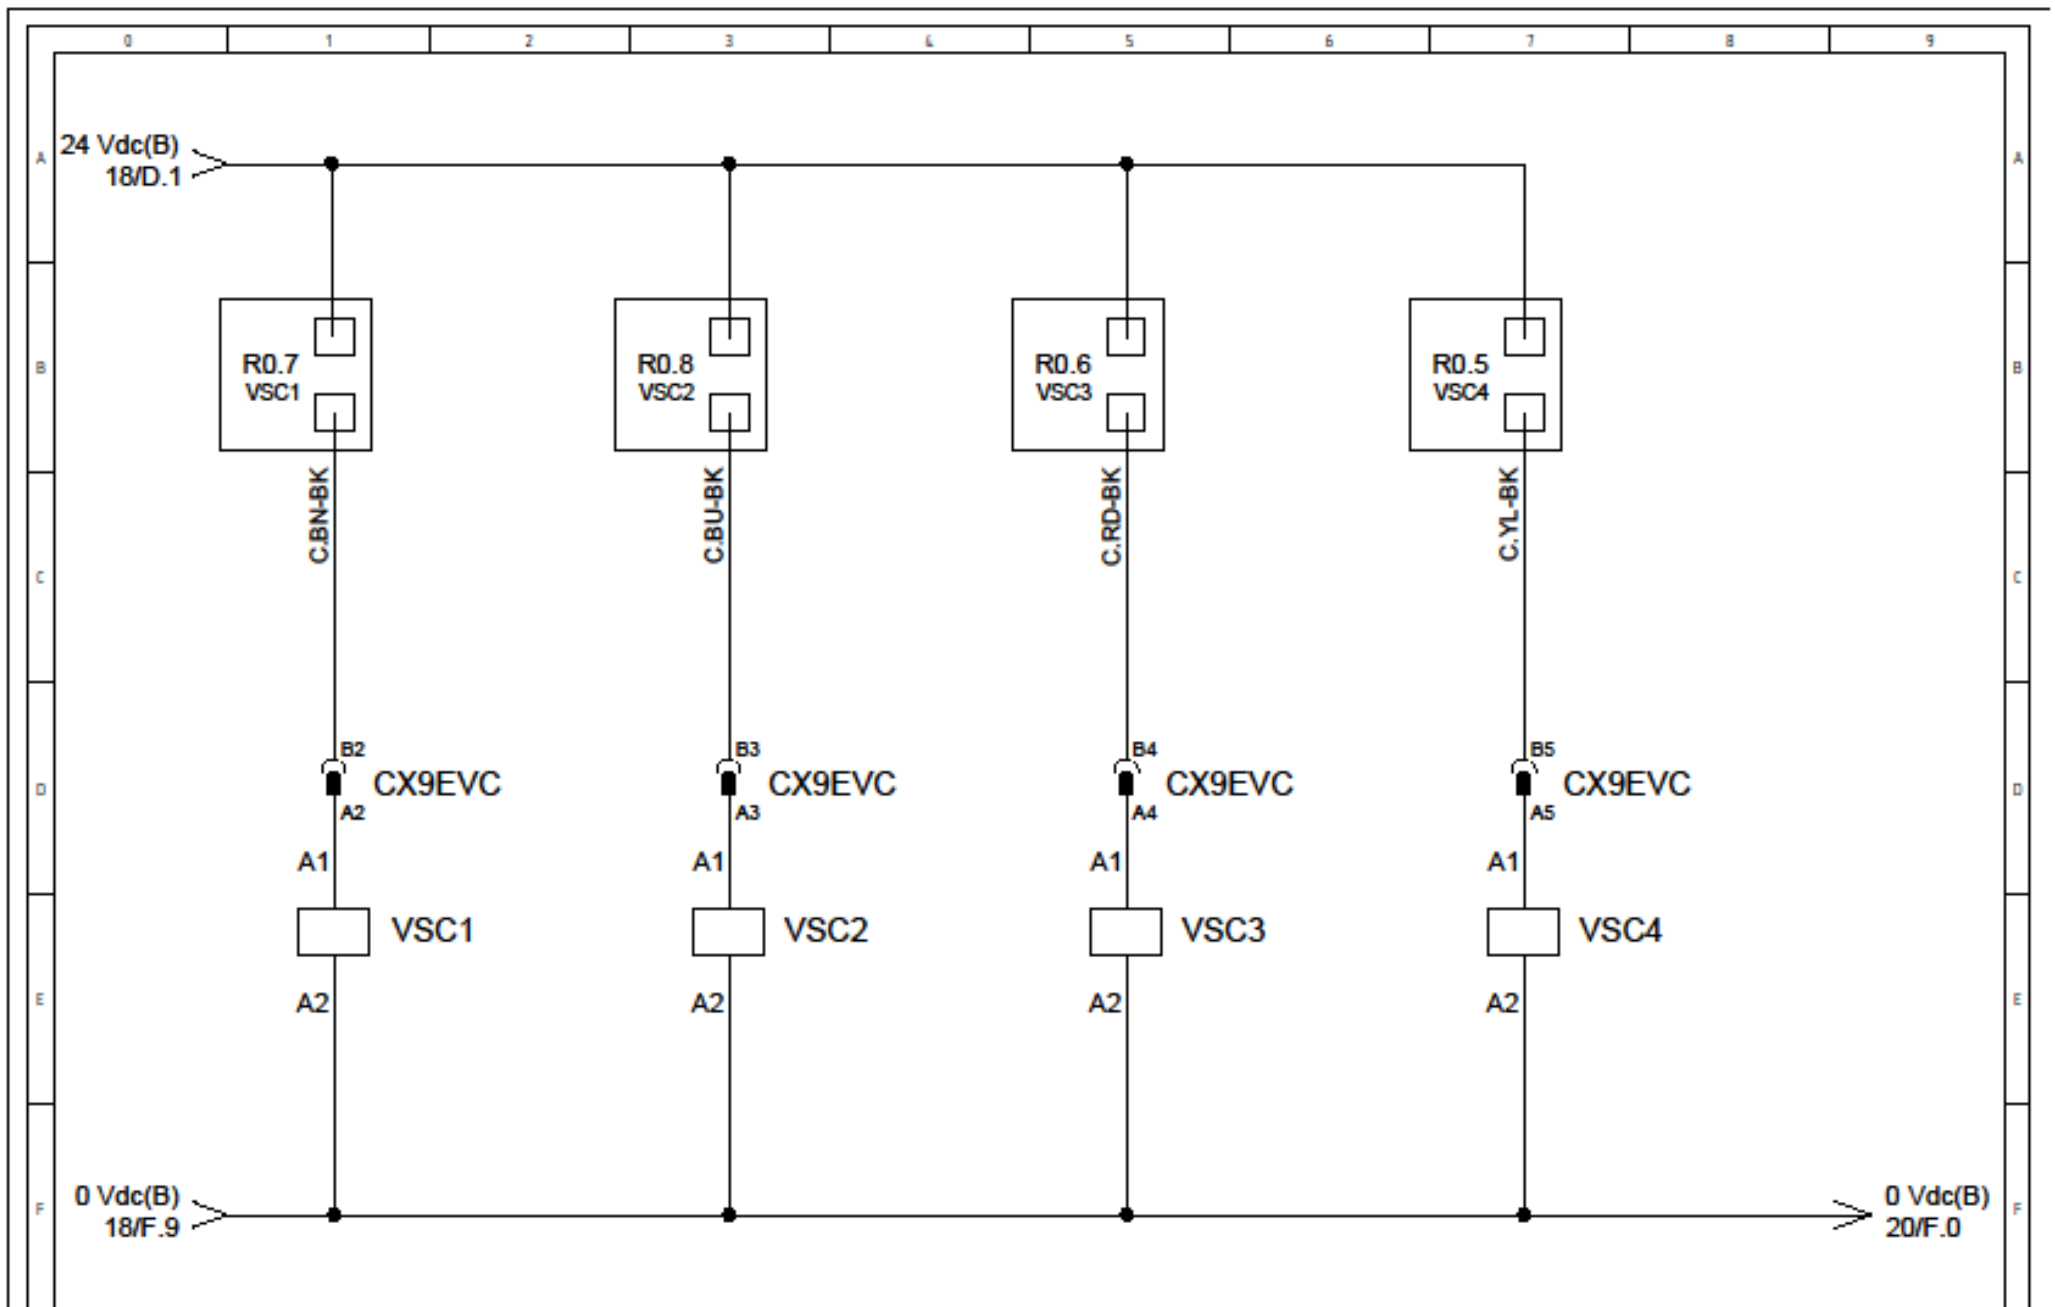 0 1 2 3 4 5 6 7 8 9
A 24 Vdc(B) A
18/D.1
B R0.7 R0.8 R0.6 R0.5 B
VSC1 VSC2 VSC3 VSC4
C.BN-BK C.BU-BK C.RD-BK C.YL-BK
C C
B2 B3 B4 B5
D CX9EVC CX9EVC CX9EVC CX9EVC D
A2 A3 A4 A5
A1 A1 A1 A1
VSC1 VSC2 VSC3 VSC4
E A2 A2 A2 A2 E
F 0 Vdc(B) 0 Vdc(B) F
18/F.9 20/F.0